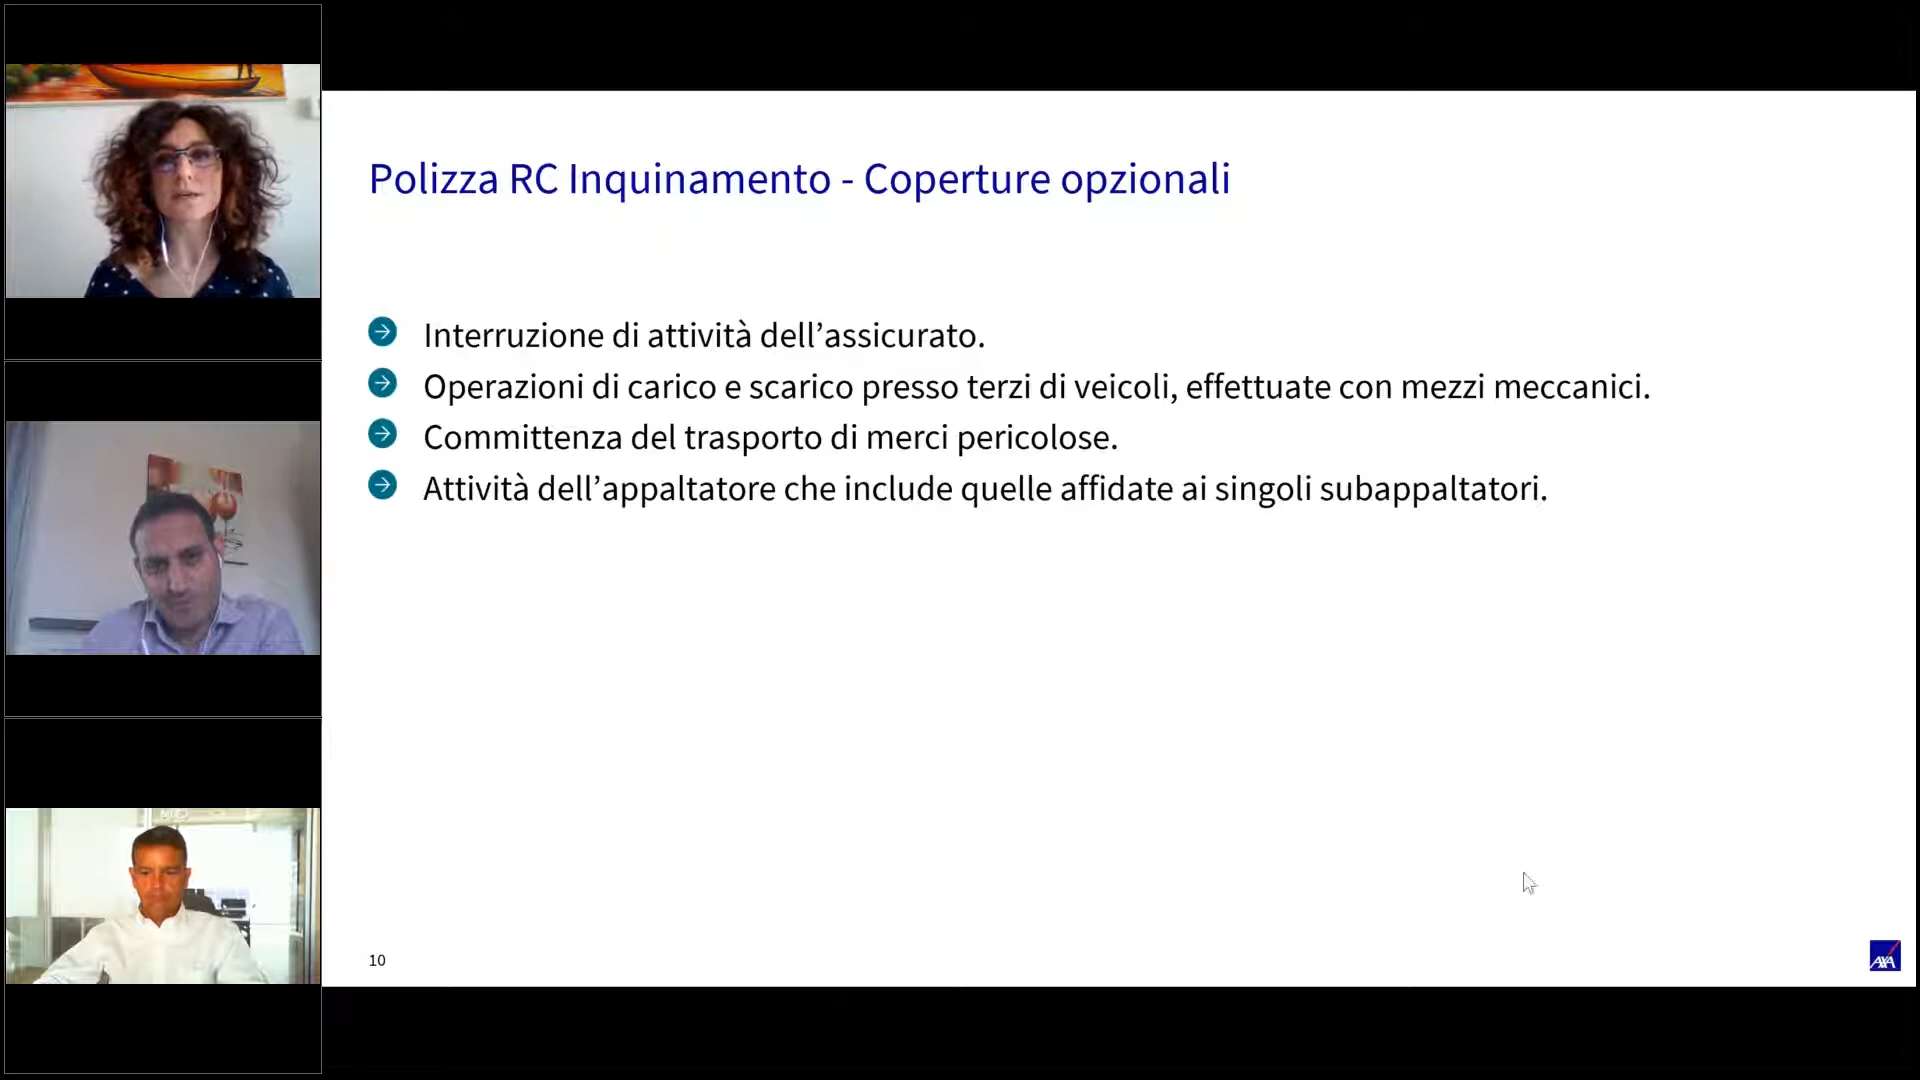 Polizza RC Inquinamento - Coperture opzionali
Interruzione di attività dell’assicurato.
Operazioni di carico e scarico presso terzi di veicoli, effettuate con mezzi meccanici.
Committenza del trasporto di merci pericolose.
Attività dell’appaltatore che include quelle affidate ai singoli subappaltatori.
10
AXA